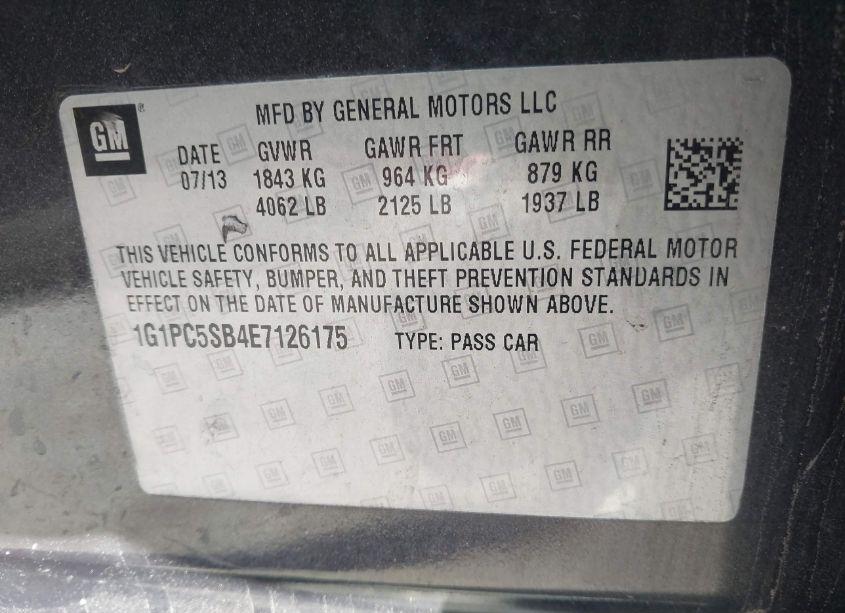 GM®
MFD BY GENERAL MOTORS LLC
DATE GVWR GAWR FRT GAWR RR
07/13 1843 KG 964 KG 879 KG
4062 LB 2125 LB 1937 LB
THIS VEHICLE CONFORMS TO ALL APPLICABLE U.S. FEDERAL MOTOR
VEHICLE SAFETY, BUMPER, AND THEFT PREVENTION STANDARDS IN
EFFECT ON THE DATE OF MANUFACTURE SHOWN ABOVE.
1G1PC5SB4E7126175 TYPE: PASS CAR